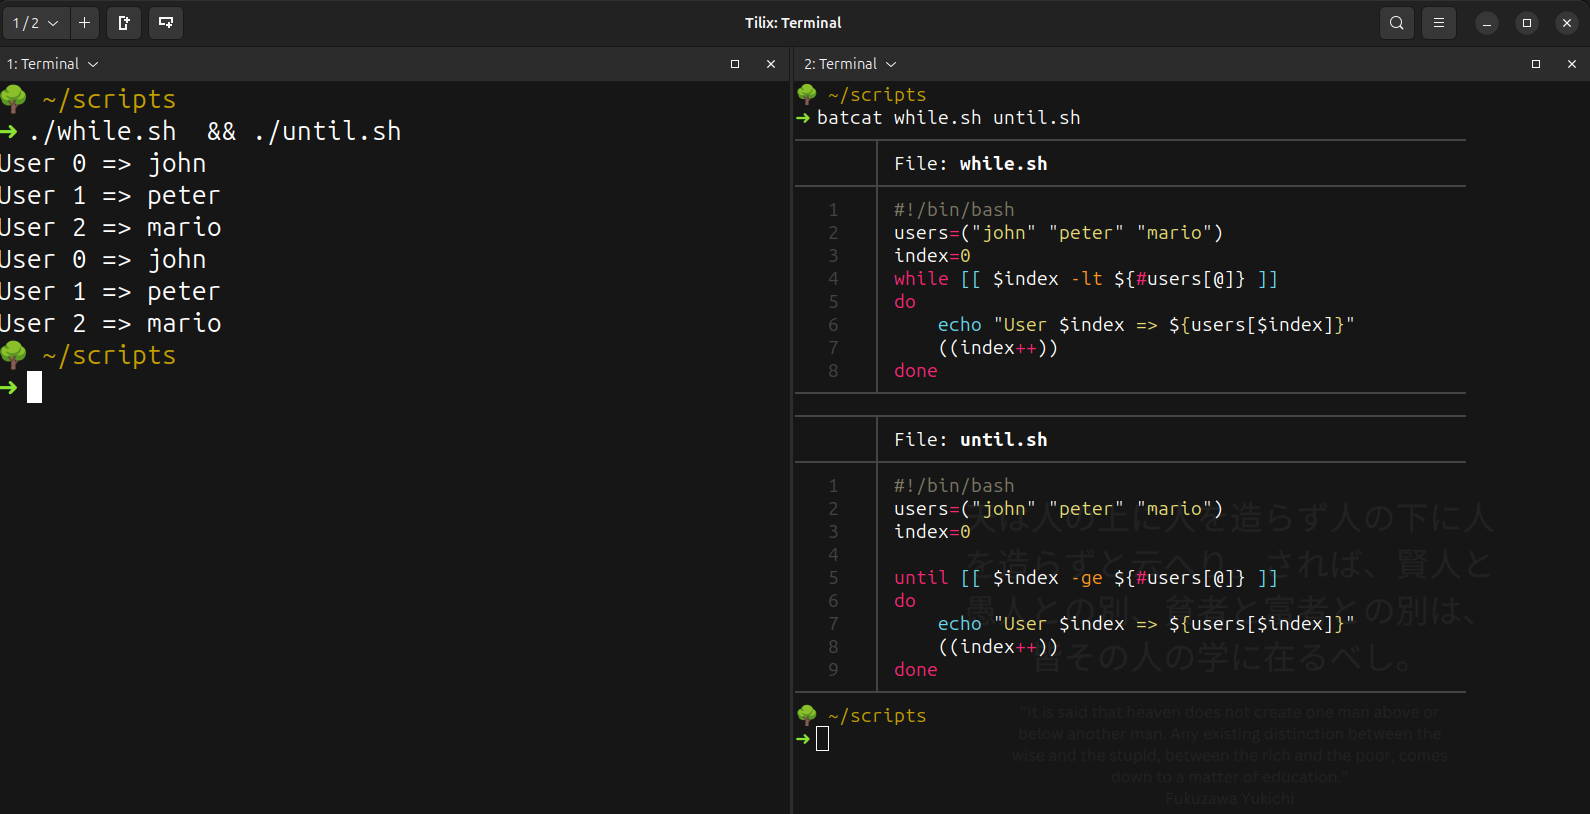 1 / 2
Tilix: Terminal
1: Terminal
~/scripts
➜ ./while.sh  && ./until.sh
User 0 => john
User 1 => peter
User 2 => mario
User 0 => john
User 1 => peter
User 2 => mario
~/scripts
➜
2: Terminal
~/scripts
➜ batcat while.sh until.sh
File: while.sh
1 #!/bin/bash
2 users=("john" "peter" "mario")
3 index=0
4 while [[ $index -lt ${#users[@]} ]]
5 do
6     echo "User $index => ${users[$index]}"
7     ((index++))
8 done
File: until.sh
1 #!/bin/bash
2 users=("john" "peter" "mario")
3 index=0
4
5 until [[ $index -ge ${#users[@]} ]]
6 do
7     echo "User $index => ${users[$index]}"
8     ((index++))
9 done
~/scripts
➜
天は人の上に人を造らず人の下に人
を造らずと云へり。されば、賢人と
愚人との別、貧者と富者との別は、
皆その人の学に在るべし。
"It is said that heaven does not create one man above or
below another man. Any existing distinction between the
wise and the stupid, between the rich and the poor, comes
down to a matter of education."
Fukuzawa Yukichi